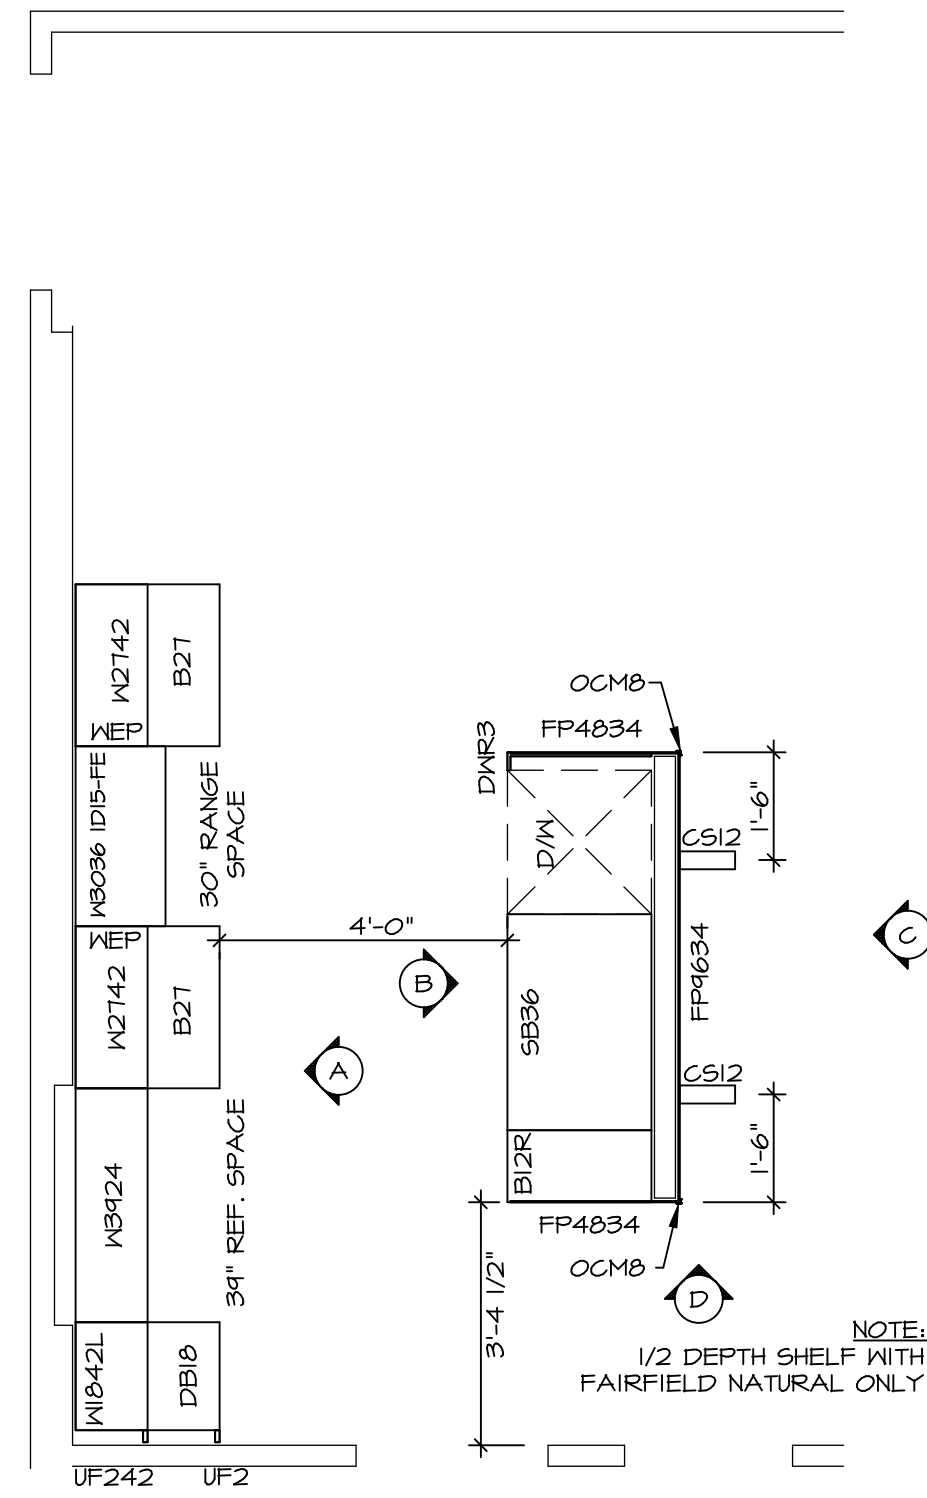 W2742
B27
WEP
W3036 1D15-FE
30" RANGE
SPACE
WEP
W2742
B27
W3924
39" REF. SPACE
W1842L
DB18
UF242
UF2
4'-0"
B
A
OCM8
FP4834
DWR3
D/W
1'-6"
CS12
FP9634
SB36
C
CS12
B12R
1'-6"
FP4834
OCM8
3'-4 1/2"
D
NOTE:
1/2 DEPTH SHELF WITH
FAIRFIELD NATURAL ONLY